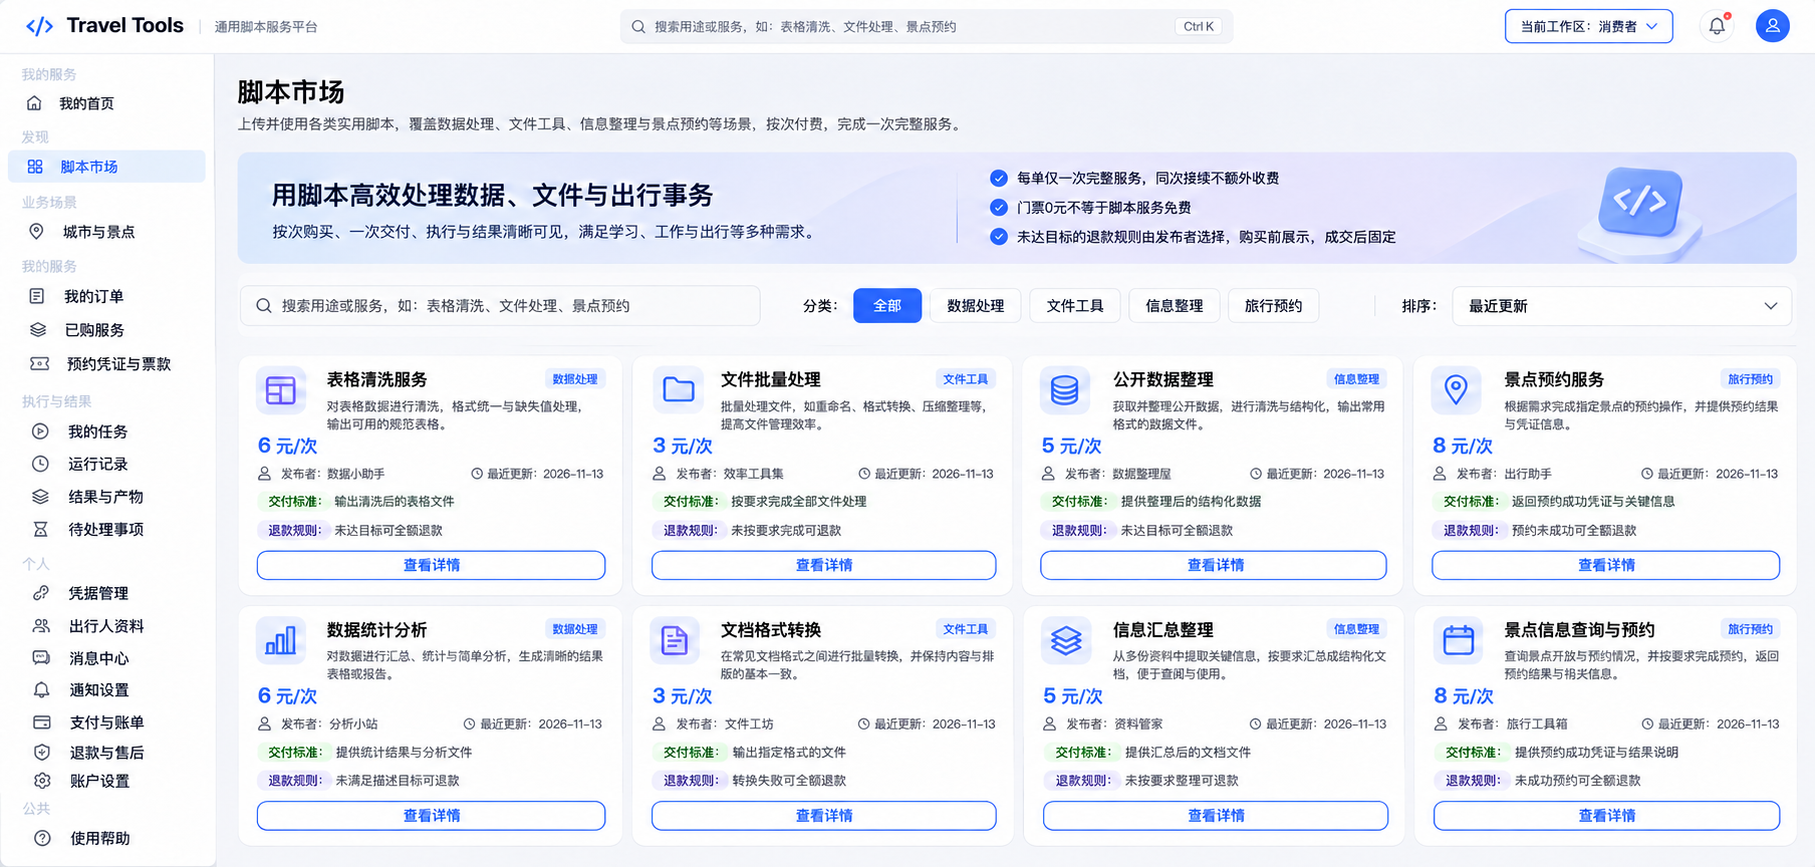 Travel Tools
通用脚本服务平台
搜索用途或服务，如：表格清洗、文件处理、景点预约
Ctrl K
当前工作区：消费者
我的服务
我的首页
发现
脚本市场
业务场景
城市与景点
我的服务
我的订单
已购服务
预约凭证与票款
执行与结果
我的任务
运行记录
结果与产物
待处理事项
个人
凭据管理
出行人资料
消息中心
通知设置
支付与账单
退款与售后
账户设置
公共
使用帮助
脚本市场
上传并使用各类实用脚本，覆盖数据处理、文件工具、信息整理与景点预约等场景，按次付费，完成一次完整服务。
用脚本高效处理数据、文件与出行事务
按次购买、一次交付、执行与结果清晰可见，满足学习、工作与出行等多种需求。
每单仅一次完整服务，同次接续不额外收费
门票0元不等于脚本服务免费
未达目标的退款规则由发布者选择，购买前展示，成交后固定
搜索用途或服务，如：表格清洗、文件处理、景点预约
分类：
全部
数据处理
文件工具
信息整理
旅行预约
排序：
最近更新
表格清洗服务
数据处理
对表格数据进行清洗，格式统一与缺失值处理，
输出可用的规范表格。
6 元/次
发布者：数据小助手
最近更新：2026-11-13
交付标准：输出清洗后的表格文件
退款规则：未达目标可全额退款
查看详情
文件批量处理
文件工具
批量处理文件，如重命名、格式转换、压缩整理等，
提高文件管理效率。
3 元/次
发布者：效率工具集
最近更新：2026-11-13
交付标准：按要求完成全部文件处理
退款规则：未按要求完成可退款
查看详情
公开数据整理
信息整理
获取并整理公开数据，进行清洗与结构化，输出常用
格式的数据文件。
5 元/次
发布者：数据整理屋
最近更新：2026-11-13
交付标准：提供整理后的结构化数据
退款规则：未达目标可全额退款
查看详情
景点预约服务
旅行预约
根据需求完成指定景点的预约操作，并提供预约结果
与凭证信息。
8 元/次
发布者：出行助手
最近更新：2026-11-13
交付标准：返回预约成功凭证与关键信息
退款规则：预约未成功可全额退款
查看详情
数据统计分析
数据处理
对数据进行汇总、统计与简单分析，生成清晰的结果
表格或报告。
6 元/次
发布者：分析小站
最近更新：2026-11-13
交付标准：提供统计结果与分析文件
退款规则：未满足描述目标可退款
查看详情
文档格式转换
文件工具
在常见文档格式之间进行批量转换，并保持内容与排
版的基本一致。
3 元/次
发布者：文件工坊
最近更新：2026-11-13
交付标准：输出指定格式的文件
退款规则：转换失败可全额退款
查看详情
信息汇总整理
信息整理
从多份资料中提取关键信息，按要求汇总成结构化文
档，便于查阅与使用。
5 元/次
发布者：资料管家
最近更新：2026-11-13
交付标准：提供汇总后的文档文件
退款规则：未按要求整理可退款
查看详情
景点信息查询与预约
旅行预约
查询景点开放与预约情况，并按要求完成预约，返回
预约结果与相关信息。
8 元/次
发布者：旅行工具箱
最近更新：2026-11-13
交付标准：提供预约成功凭证与结果说明
退款规则：未成功预约可全额退款
查看详情